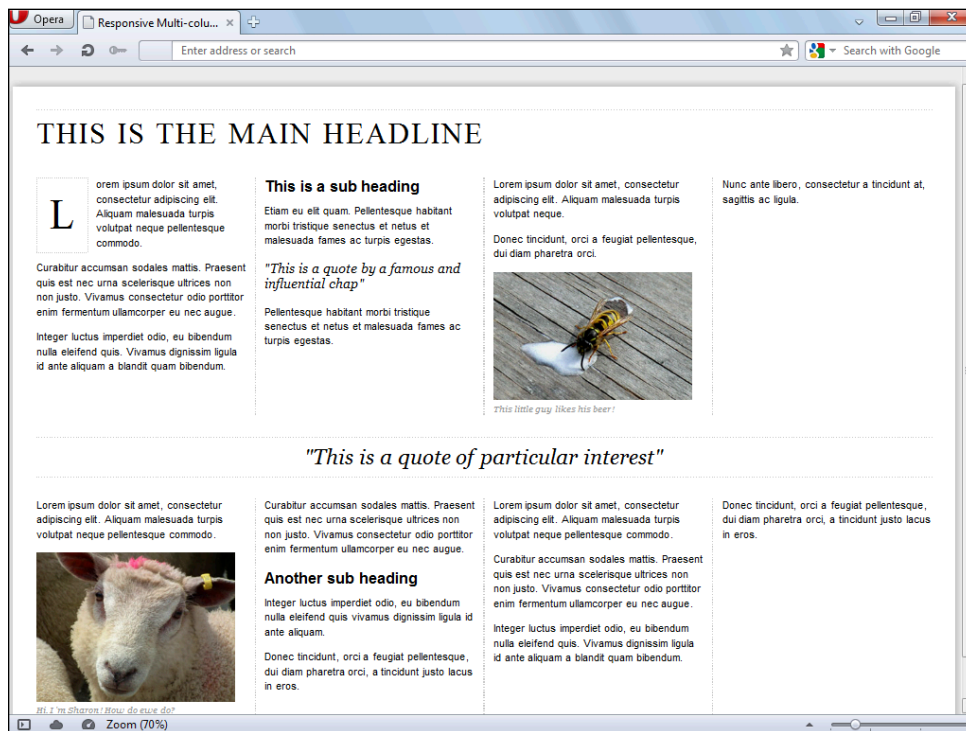 Opera
Responsive Multi-colu...
Enter address or search
Search with Google
THIS IS THE MAIN HEADLINE
L
orem ipsum dolor sit amet,
consectetur adipiscing elit.
Aliquam malesuada turpis
volutpat neque pellentesque
commodo.
Curabitur accumsan sodales mattis. Praesent
quis est nec urna scelerisque ultrices non
non justo. Vivamus consectetur odio porttitor
enim fermentum ullamcorper eu nec augue.
Integer luctus imperdiet odio, eu bibendum
nulla eleifend quis. Vivamus dignissim ligula
id ante aliquam a blandit quam bibendum.
This is a sub heading
Etiam eu elit quam. Pellentesque habitant
morbi tristique senectus et netus et
malesuada fames ac turpis egestas.
"This is a quote by a famous and
influential chap"
Pellentesque habitant morbi tristique
senectus et netus et malesuada fames ac
turpis egestas.
Lorem ipsum dolor sit amet, consectetur
adipiscing elit. Aliquam malesuada turpis
volutpat neque.
Donec tincidunt, orci a feugiat pellentesque,
dui diam pharetra orci.
This little guy likes his beer!
Nunc ante libero, consectetur a tincidunt at,
sagittis ac ligula.
"This is a quote of particular interest"
Lorem ipsum dolor sit amet, consectetur
adipiscing elit. Aliquam malesuada turpis
volutpat neque pellentesque commodo.
Hi, I'm Sharon! How do ewe do?
Curabitur accumsan sodales mattis. Praesent
quis est nec urna scelerisque ultrices non
non justo. Vivamus consectetur odio porttitor
enim fermentum ullamcorper eu nec augue.
Another sub heading
Integer luctus imperdiet odio, eu bibendum
nulla eleifend quis vivamus dignissim ligula id
ante aliquam.
Donec tincidunt, orci a feugiat pellentesque,
dui diam pharetra orci, a tincidunt justo lacus
in eros.
Lorem ipsum dolor sit amet, consectetur
adipiscing elit. Aliquam malesuada turpis
volutpat neque pellentesque commodo.
Curabitur accumsan sodales mattis. Praesent
quis est nec urna scelerisque ultrices non
non justo. Vivamus consectetur odio porttitor
enim fermentum ullamcorper eu nec augue.
Integer luctus imperdiet odio, eu bibendum
nulla eleifend quis. Vivamus dignissim ligula
id ante aliquam a blandit quam bibendum.
Donec tincidunt, orci a feugiat pellentesque,
dui diam pharetra orci, a tincidunt justo lacus
in eros.
Zoom (70%)